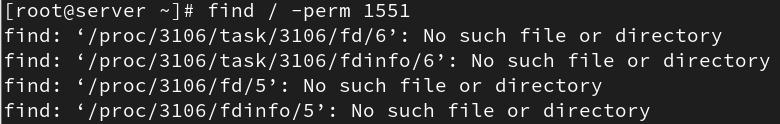 [root@server ~]# find / -perm 1551
find: ‘/proc/3106/task/3106/fd/6’: No such file or directory
find: ‘/proc/3106/task/3106/fdinfo/6’: No such file or directory
find: ‘/proc/3106/fd/5’: No such file or directory
find: ‘/proc/3106/fdinfo/5’: No such file or directory